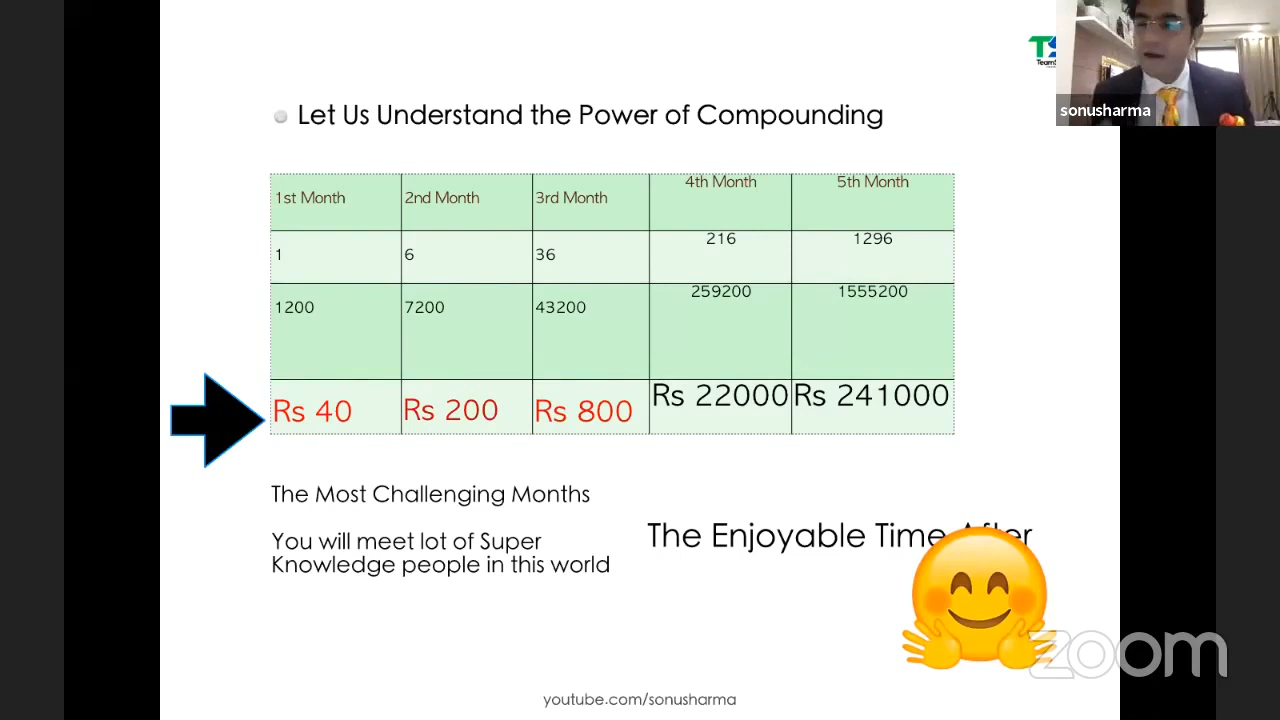 Let Us Understand the Power of Compounding
sonusharma
1st Month 2nd Month 3rd Month 4th Month 5th Month
1 6 36 216 1296
1200 7200 43200 259200 1555200
Rs 40 Rs 200 Rs 800 Rs 22000 Rs 241000
The Most Challenging Months
You will meet lot of Super
Knowledge people in this world
The Enjoyable Time After
zoom
youtube.com/sonusharma